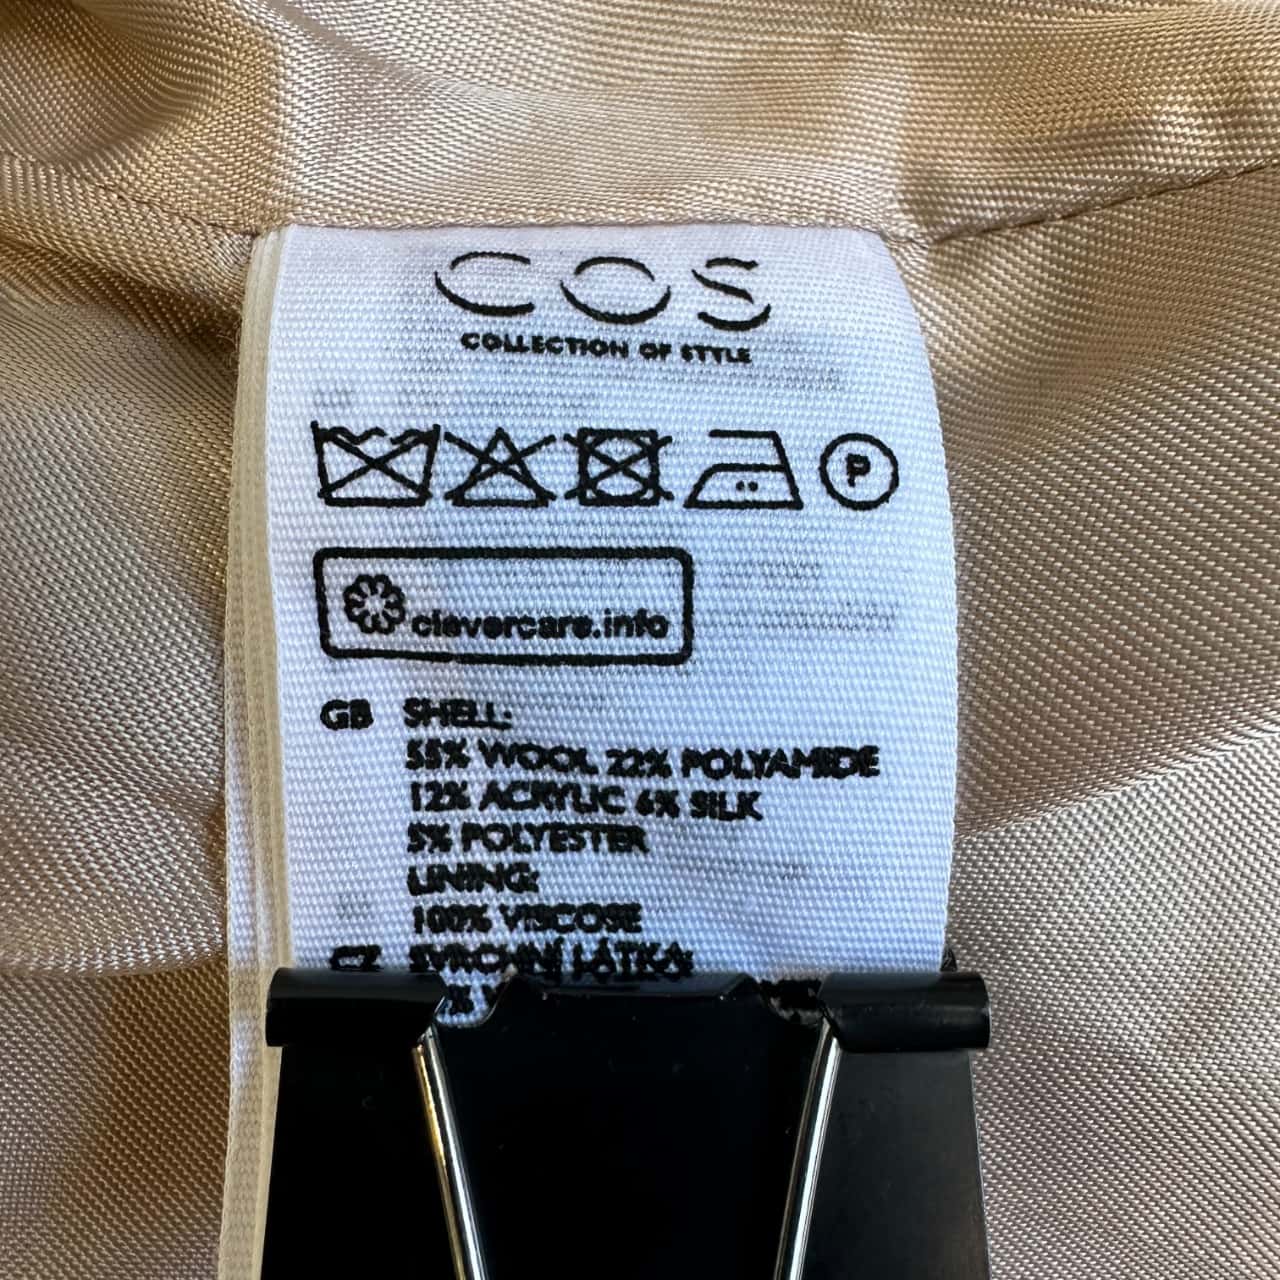 COS
COLLECTION OF STYLE
P
clevercare.info
GB SHELL:
55% WOOL 22% POLYAMIDE
12% ACRYLIC 6% SILK
5% POLYESTER
LINING:
100% VISCOSE
CZ SVRCHNÍ LÁTKA: